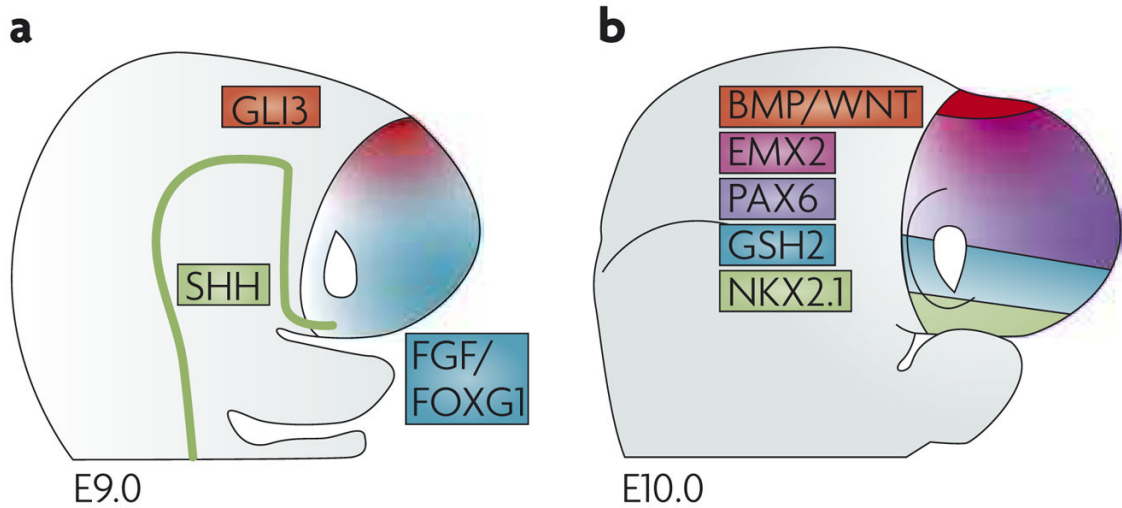 a
GLI3
SHH
FGF/
FOXG1
E9.0
b
BMP/WNT
EMX2
PAX6
GSH2
NKX2.1
E10.0